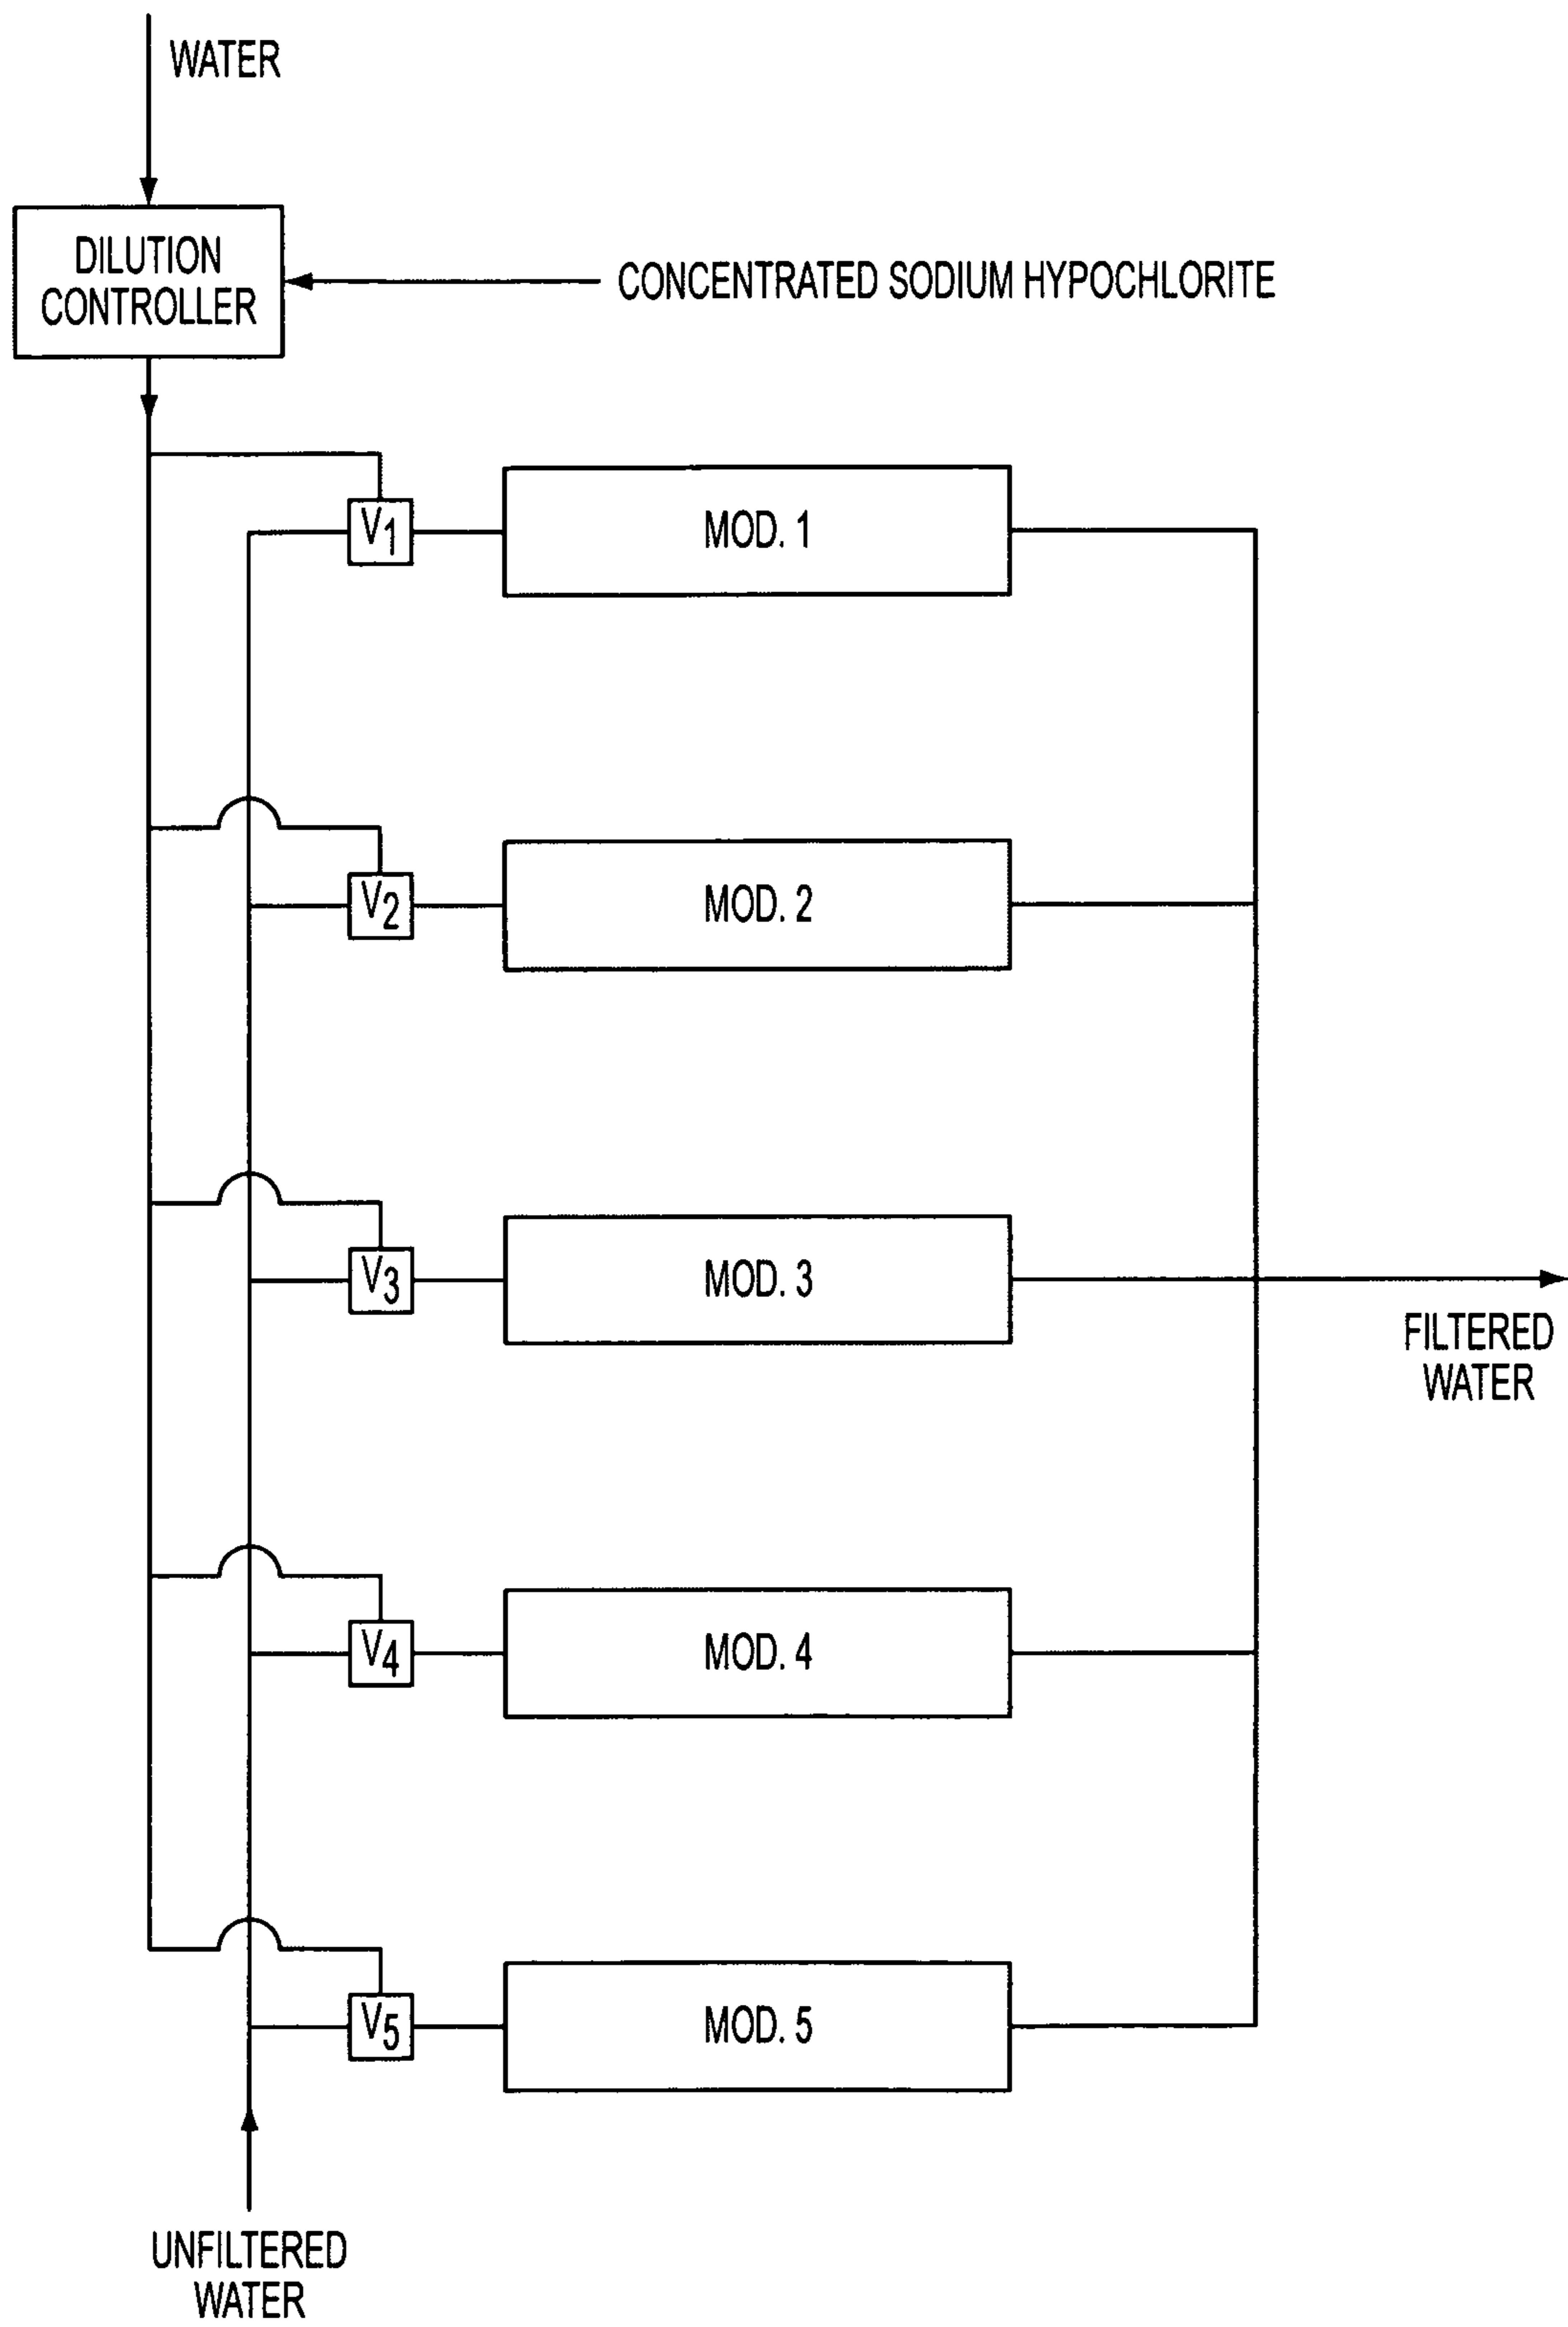 WATER
DILUTION
CONTROLLER
CONCENTRATED SODIUM HYPOCHLORITE
V1
MOD. 1
V2
MOD. 2
V3
MOD. 3
FILTERED
WATER
V4
MOD. 4
V5
MOD. 5
UNFILTERED
WATER